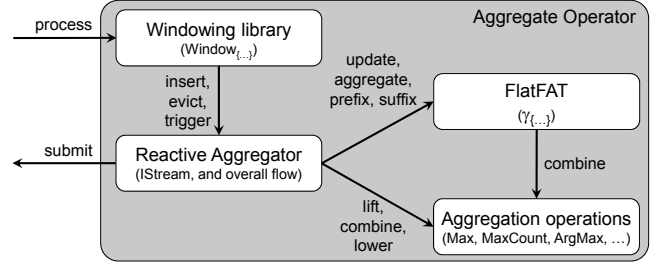 Aggregate Operator
process
Windowing library
(Window{…})
insert,
evict,
trigger
update,
aggregate,
prefix, suffix
FlatFAT
(γ{…})
submit
Reactive Aggregator
(IStream, and overall flow)
combine
lift,
combine,
lower
Aggregation operations
(Max, MaxCount, ArgMax, …)